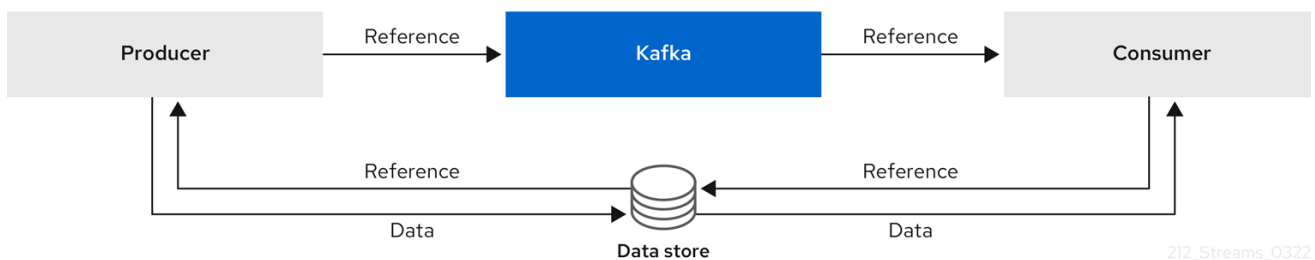 Producer
Reference
Kafka
Reference
Consumer
Reference
Reference
Data
Data
Data store
212_Streams_0322